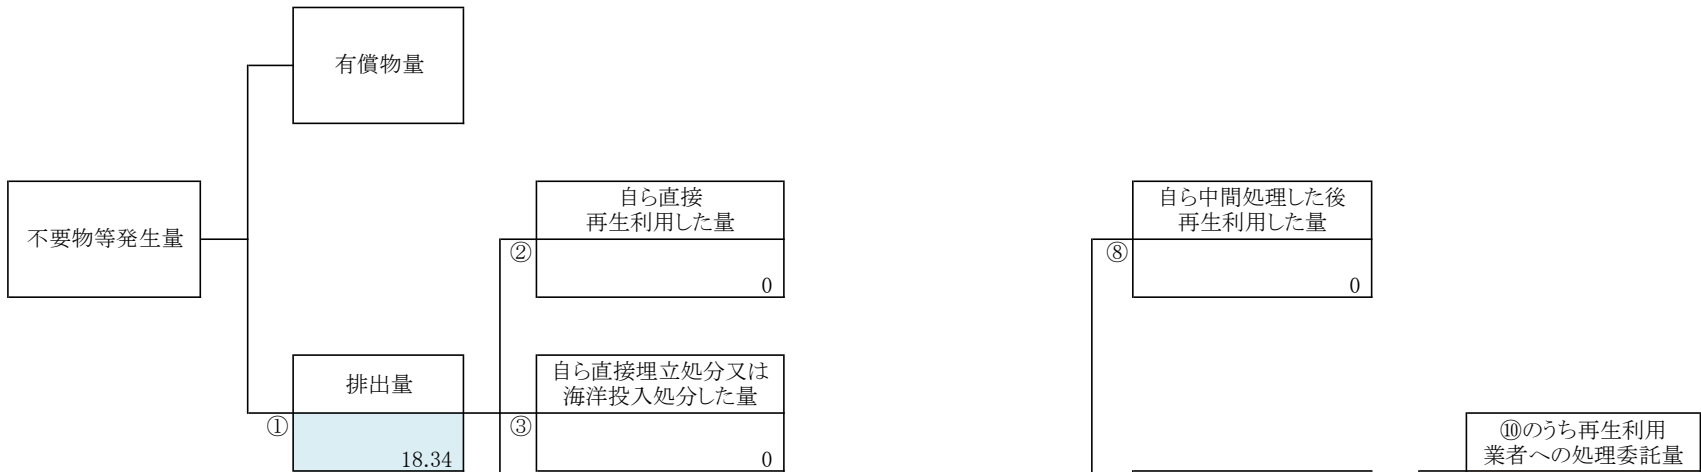 有償物量
不要物等発生量
自ら直接
再生利用した量
②
0
自ら中間処理した後
再生利用した量
⑧
0
排出量
①
18.34
自ら直接埋立処分又は
海洋投入処分した量
③
0
⑩のうち再生利用
業者への処理委託量